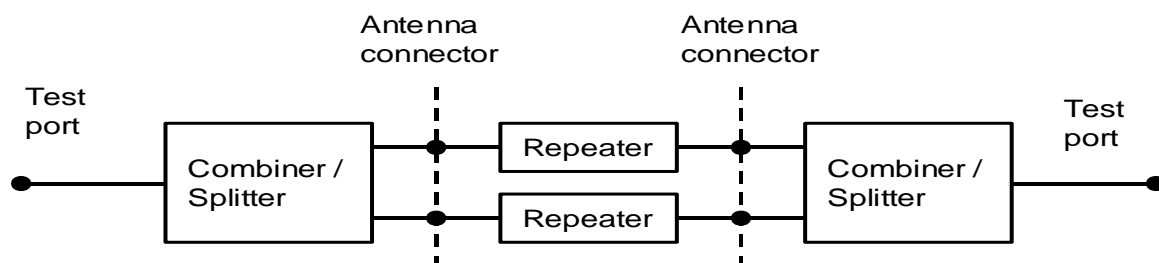 Antenna
connector
Antenna
connector
Test
port
Test
port
Combiner /
Splitter
Repeater
Repeater
Combiner /
Splitter